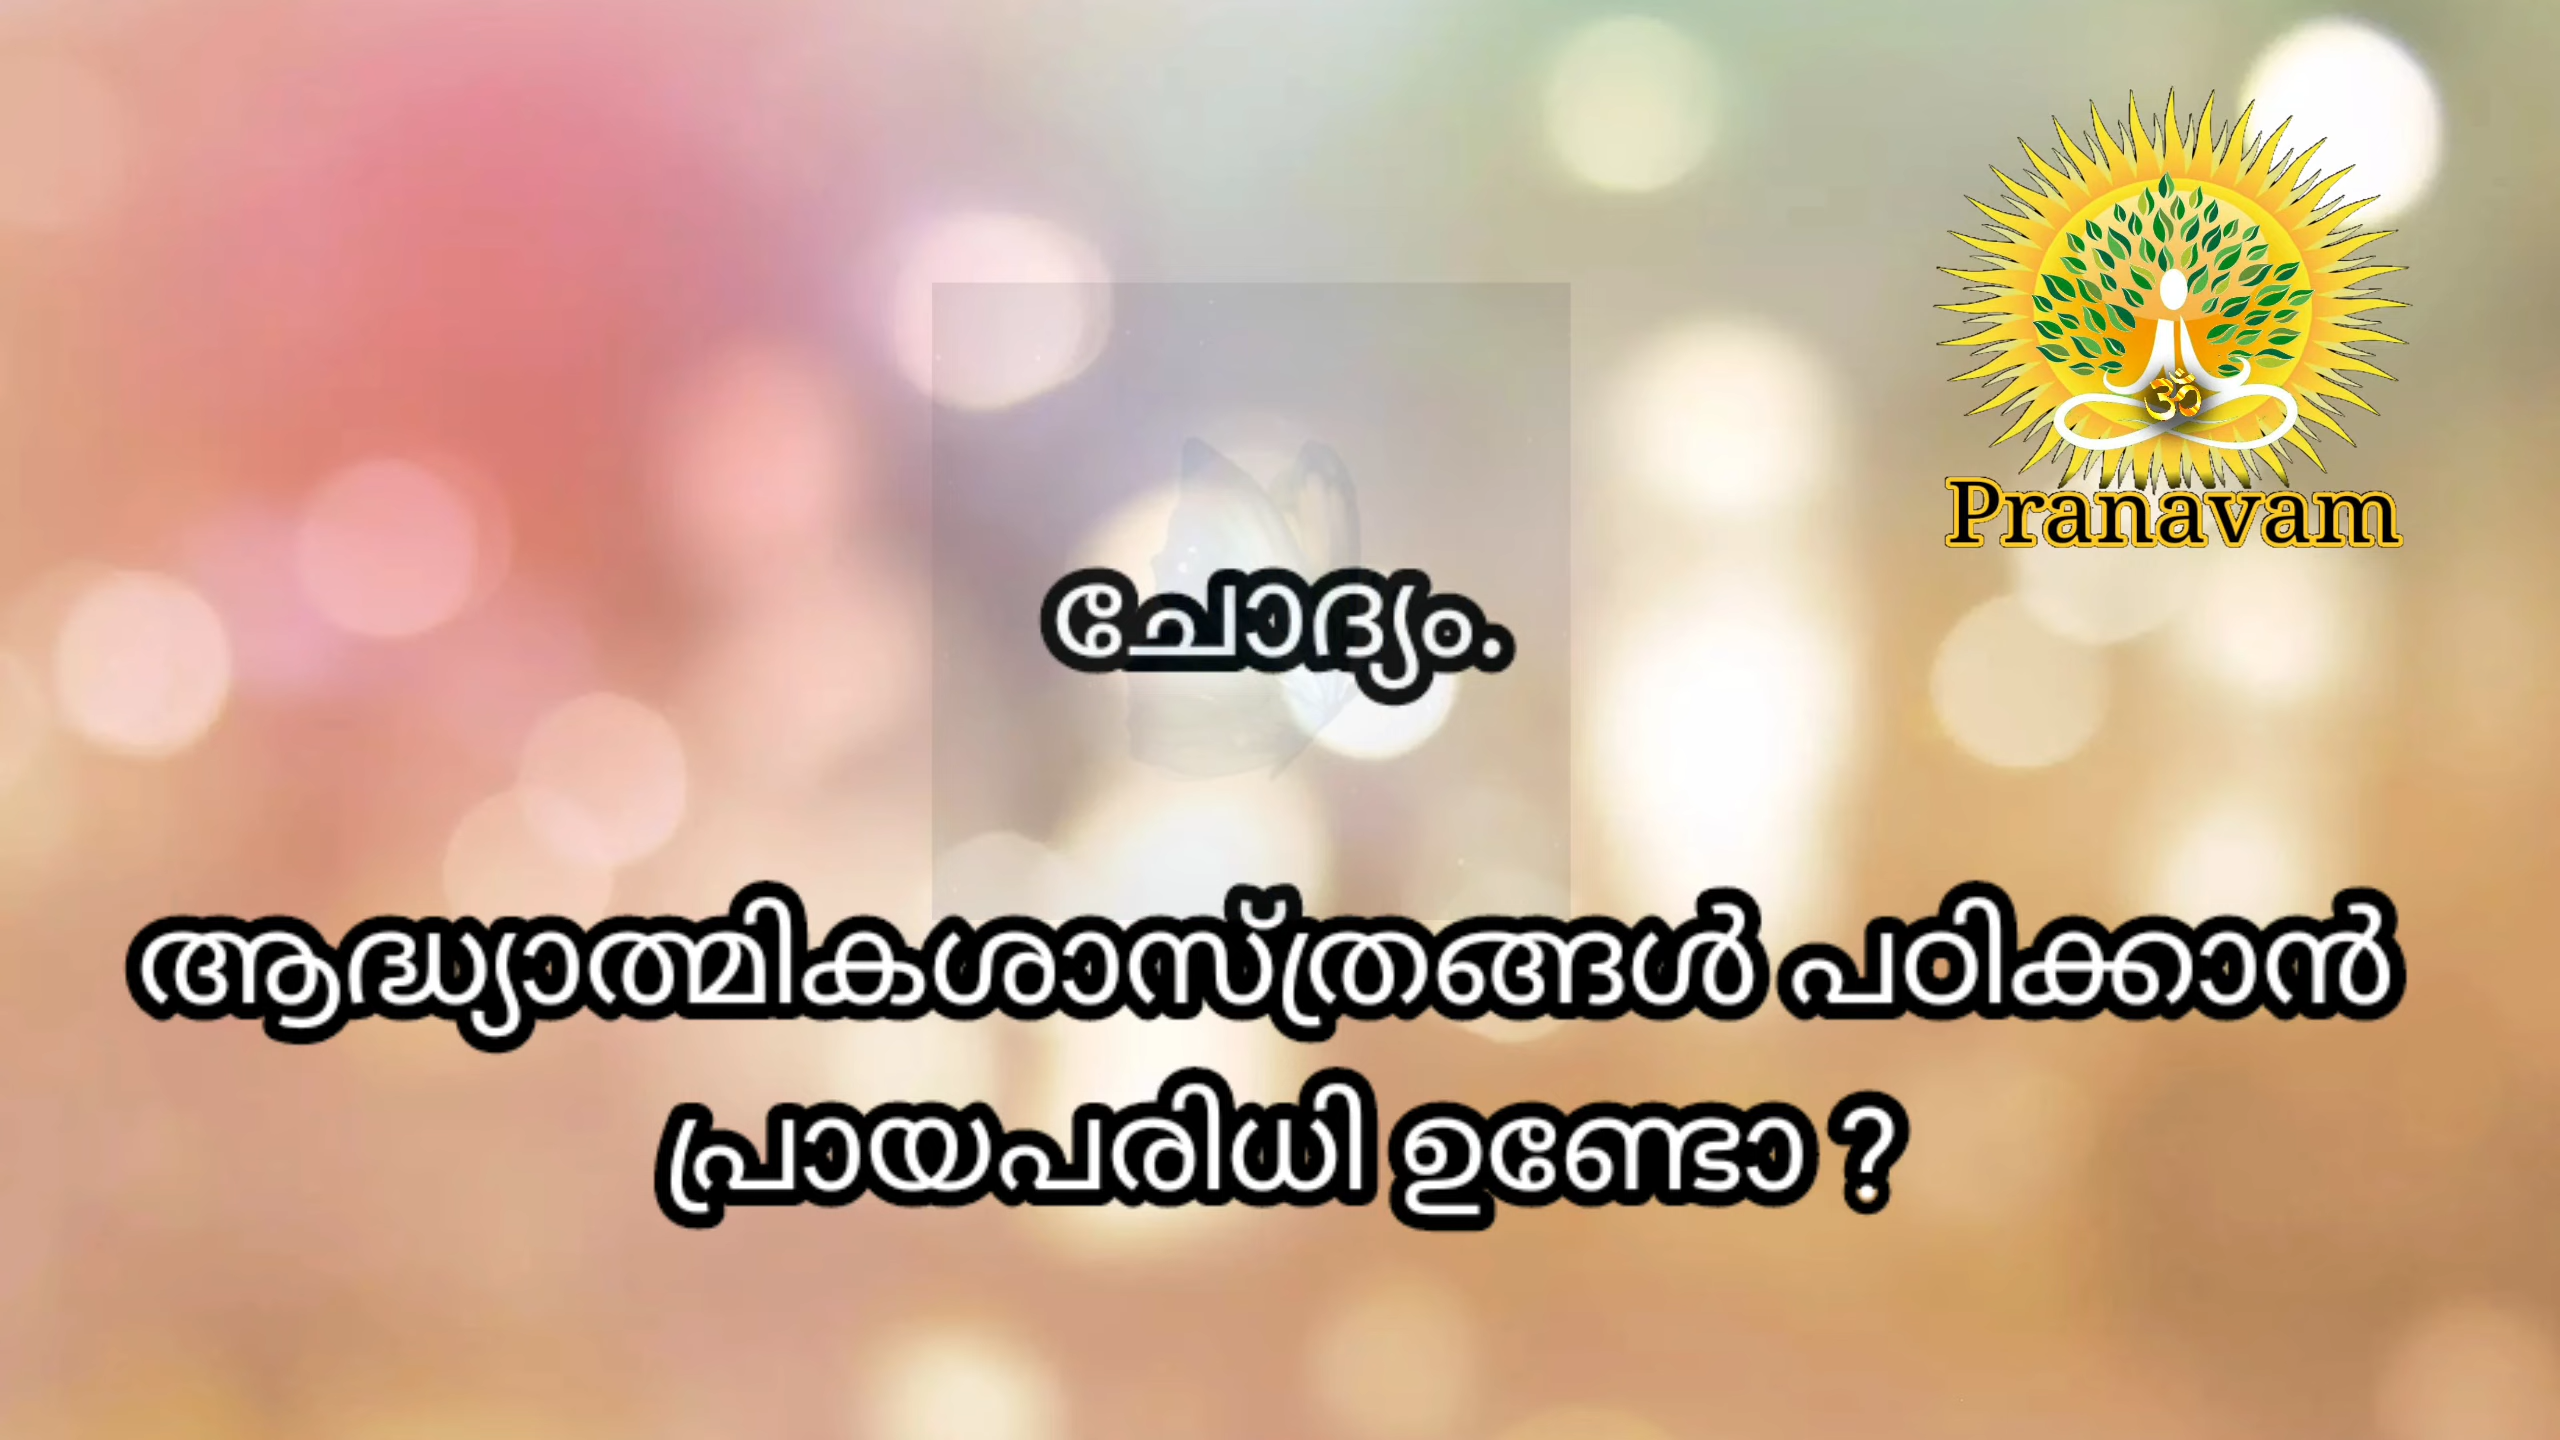 Pranavam
ചോദ്യം.
ആദ്ധ്യാത്മികശാസ്ത്രങ്ങൾ പഠിക്കാൻ
പ്രായപരിധി ഉണ്ടോ ?